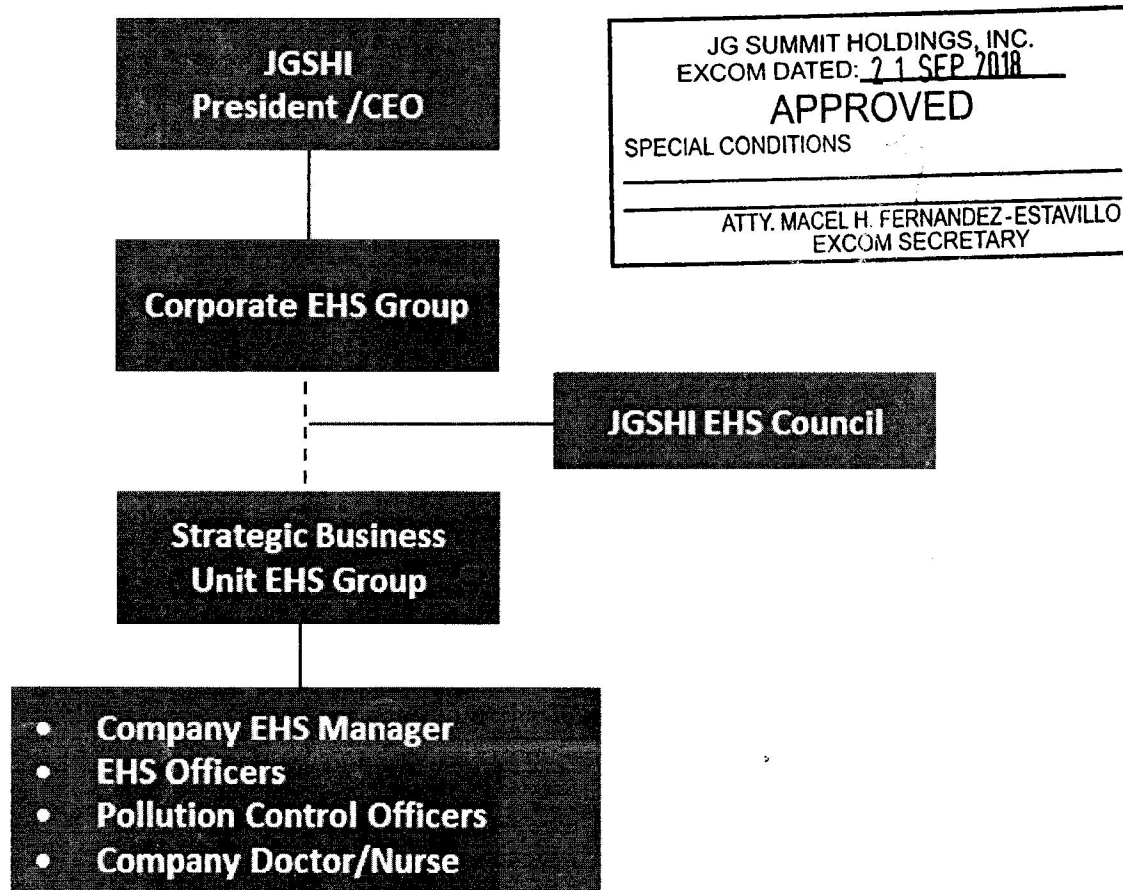 JGSHI
President /CEO
JG SUMMIT HOLDINGS, INC.
EXCOM DATED: 21 SEP 2018
APPROVED
SPECIAL CONDITIONS
ATTY. MACEL H. FERNANDEZ-ESTAVILLO
EXCOM SECRETARY
Corporate EHS Group
JGSHI EHS Council
Strategic Business
Unit EHS Group
• Company EHS Manager
• EHS Officers
• Pollution Control Officers
• Company Doctor/Nurse